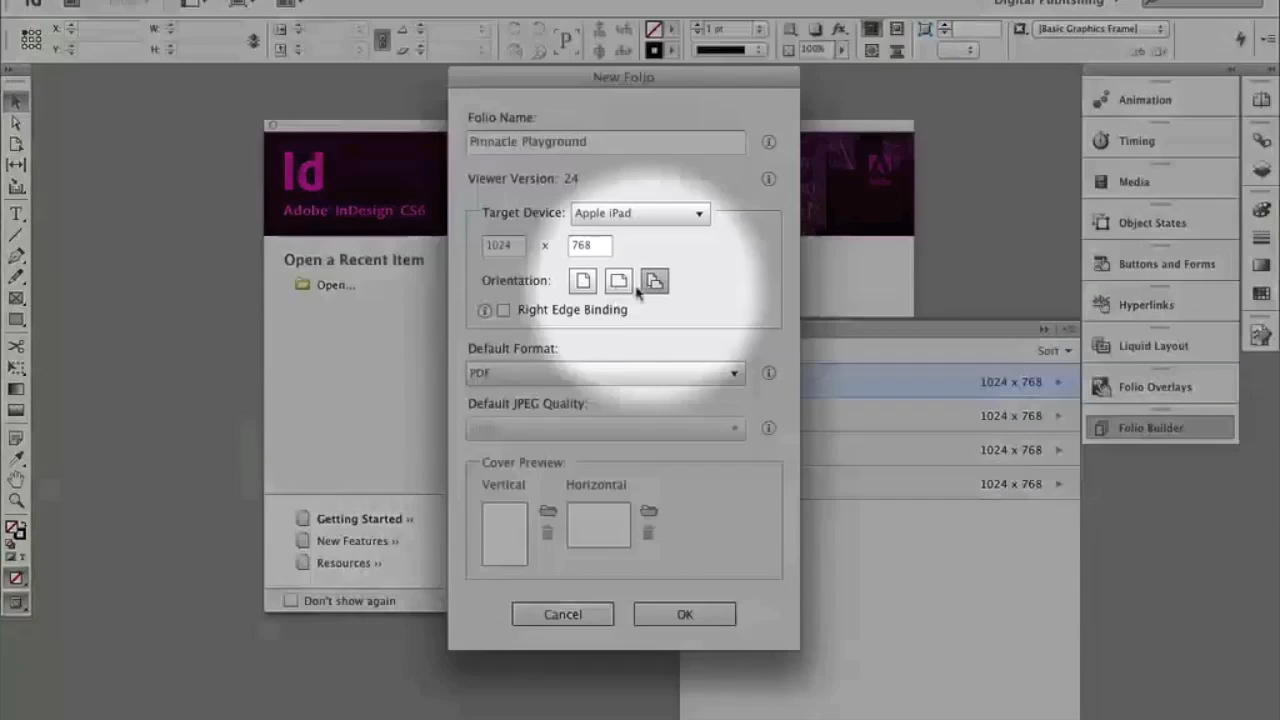 Id
Digital Publishing
X:
W:
1 pt
[Basic Graphics Frame]
Y:
H:
P
100%
New Folio
Folio Name:
Pinnacle Playground
Viewer Version: 24
Target Device: Apple iPad
1024 x 768
Orientation:
Right Edge Binding
Default Format:
PDF
Default JPEG Quality:
Cover Preview:
Vertical Horizontal
Cancel OK
Id
Adobe InDesign CS6
Open a Recent Item
Open...
Getting Started »
New Features »
Resources »
Don't show again
Adobe
Sort
1024 x 768
1024 x 768
1024 x 768
1024 x 768
Animation
Timing
Media
Object States
Buttons and Forms
Hyperlinks
Liquid Layout
Folio Overlays
Folio Builder
T
T